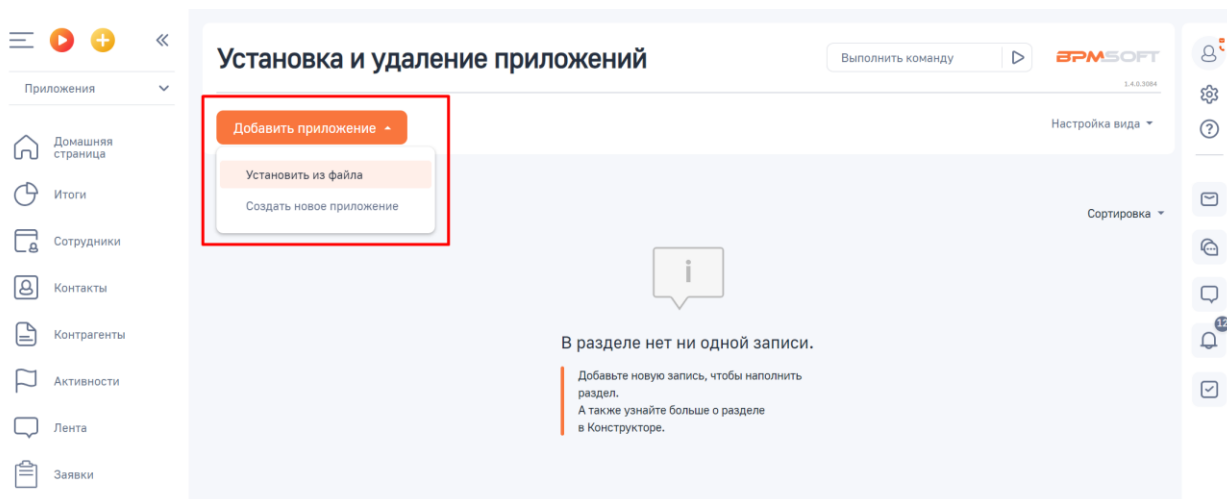 Установка и удаление приложений
Выполнить команду
BPMSOFT
1.4.0.3084
Приложения
Добавить приложение
Настройка вида
Установить из файла
Создать новое приложение
Сортировка
Домашняя
страница
Итоги
Сотрудники
Контакты
Контрагенты
Активности
Лента
Заявки
i
В разделе нет ни одной записи.
Добавьте новую запись, чтобы наполнить
раздел.
А также узнайте больше о разделе
в Конструкторе.
12